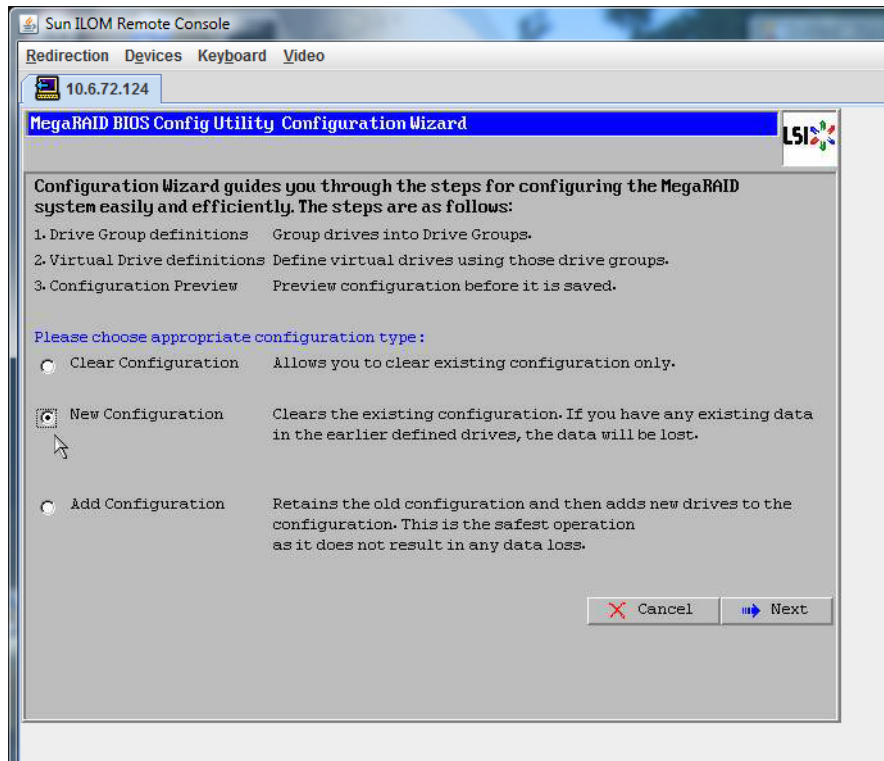 Sun ILOM Remote Console
Redirection Devices Keyboard Video
10.6.72.124
MegaRAID BIOS Config Utility Configuration Wizard
LSI
Configuration Wizard guides you through the steps for configuring the MegaRAID
system easily and efficiently. The steps are as follows:
1. Drive Group definitions Group drives into Drive Groups.
2. Virtual Drive definitions Define virtual drives using those drive groups.
3. Configuration Preview Preview configuration before it is saved.
Please choose appropriate configuration type:
Clear Configuration Allows you to clear existing configuration only.
New Configuration Clears the existing configuration. If you have any existing data
in the earlier defined drives, the data will be lost.
Add Configuration Retains the old configuration and then adds new drives to the
configuration. This is the safest operation
as it does not result in any data loss.
Cancel Next